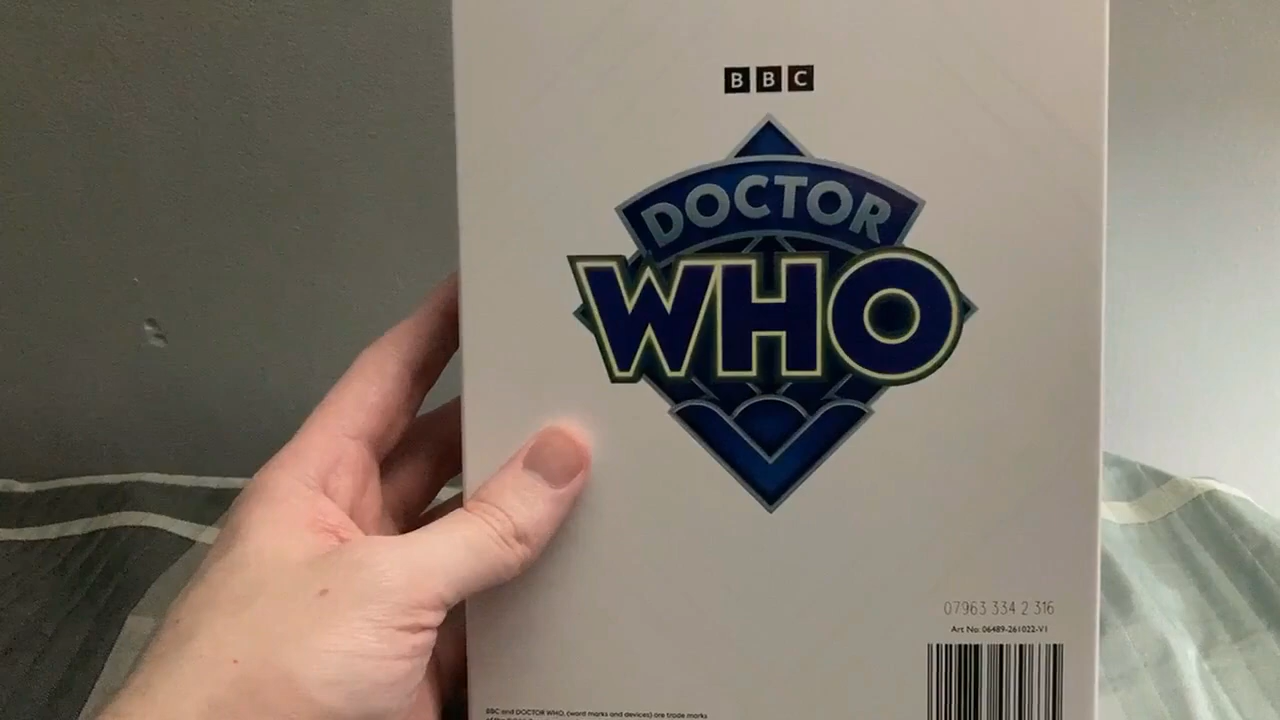 BBC
DOCTOR
WHO
07963 334 2 316
Art No: 06489-261022-V1
BBC and DOCTOR WHO, (word marks and devices) are trade marks